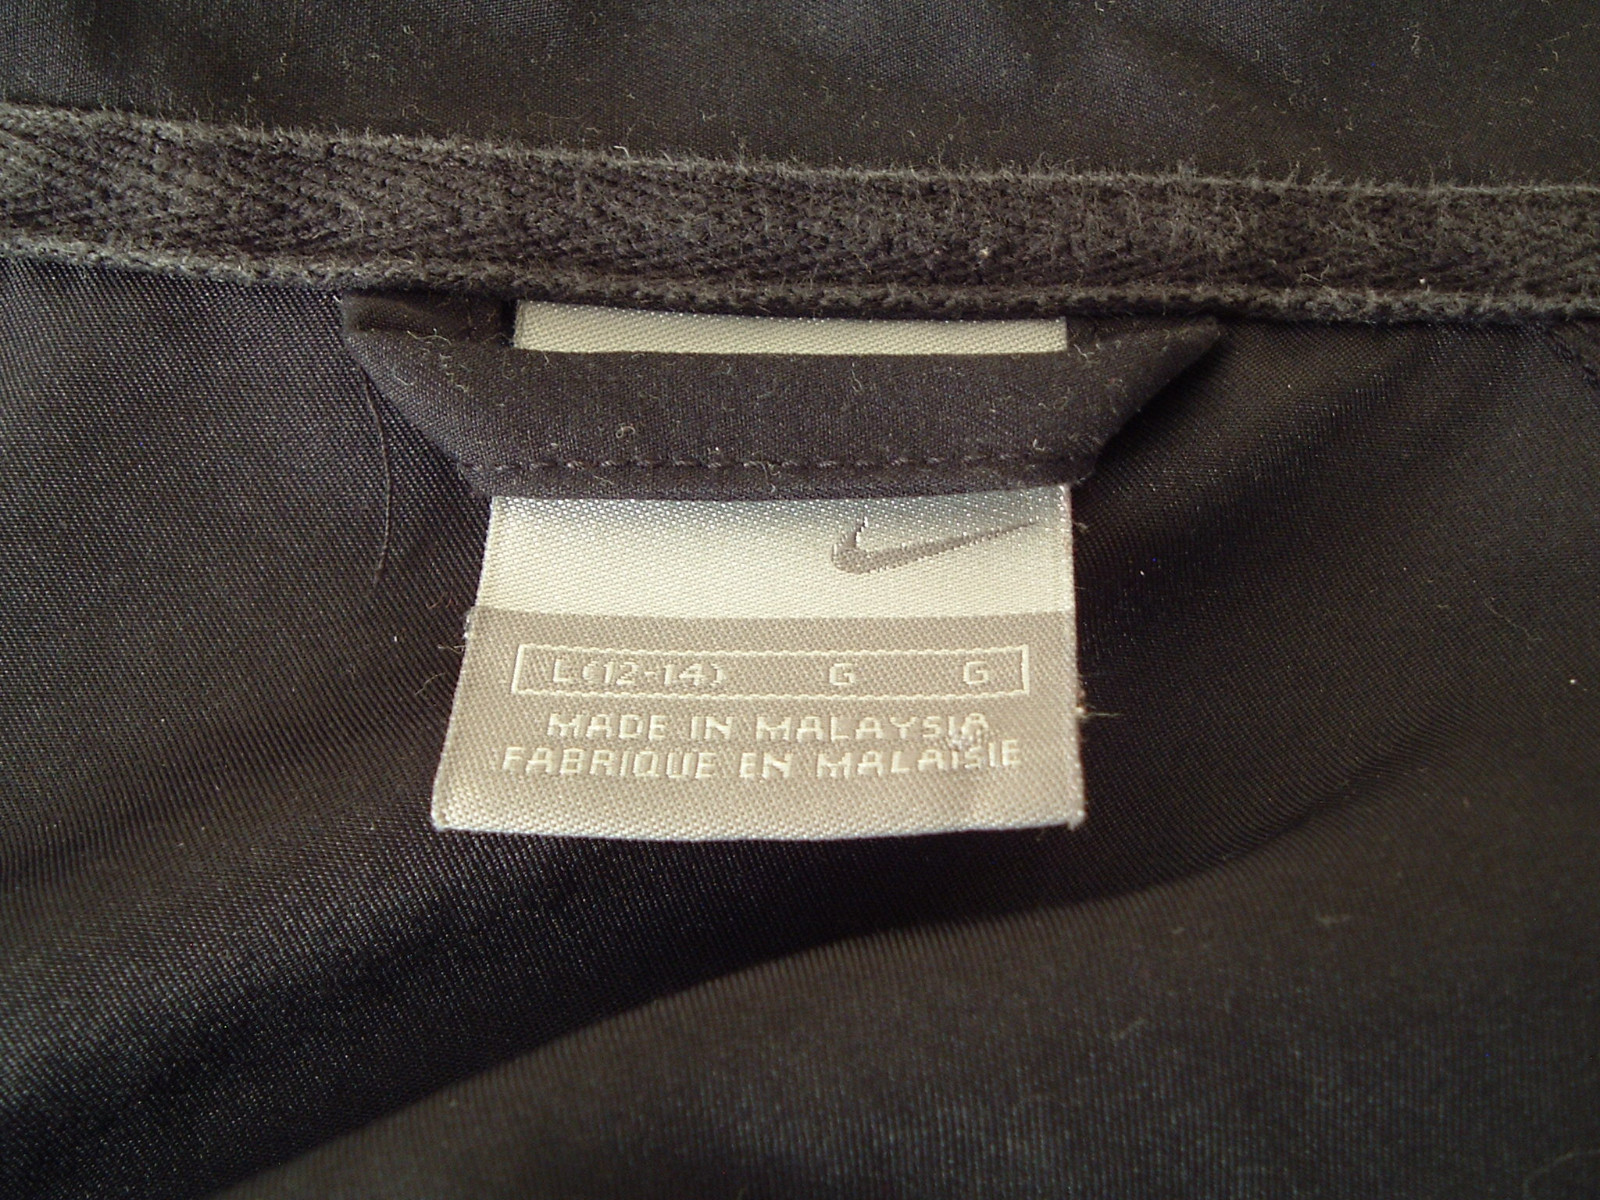 L(12-14) G G
MADE IN MALAYSIA
FABRIQUE EN MALAISIE